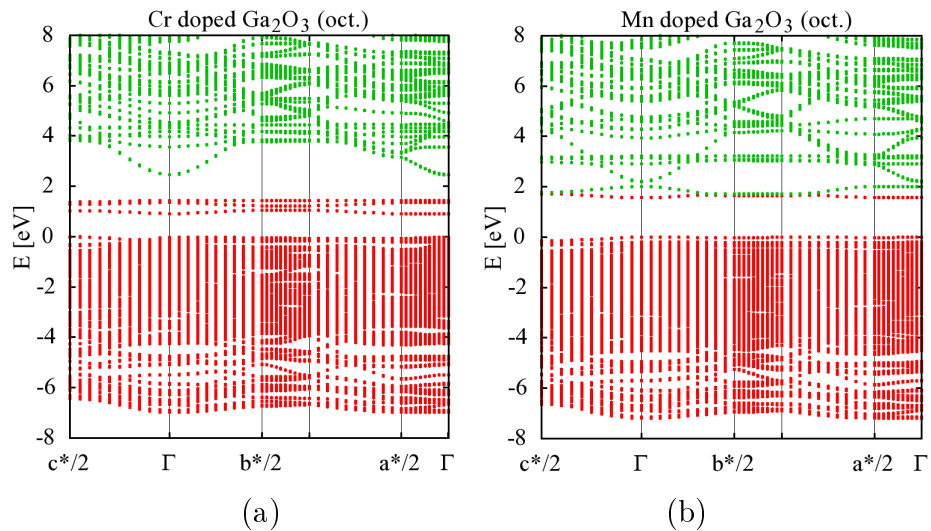 Cr doped Ga₂O₃ (oct.)
8
6
4
2
0
-2
-4
-6
-8
E [eV]
c*/2 Γ b*/2 a*/2 Γ
(a)
Mn doped Ga₂O₃ (oct.)
8
6
4
2
0
-2
-4
-6
-8
E [eV]
c*/2 Γ b*/2 a*/2 Γ
(b)